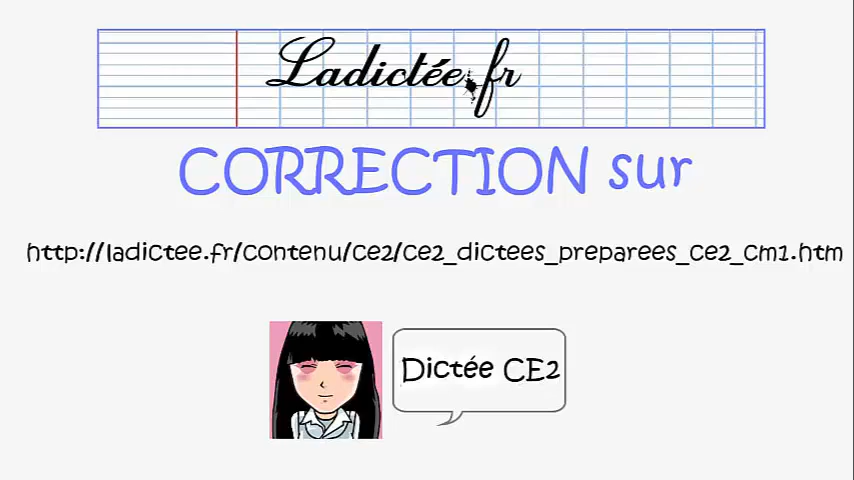 Ladictée.fr
CORRECTION sur
http://ladictee.fr/contenu/ce2/ce2_dictees_preparees_ce2_cm1.htm
Dictée CE2